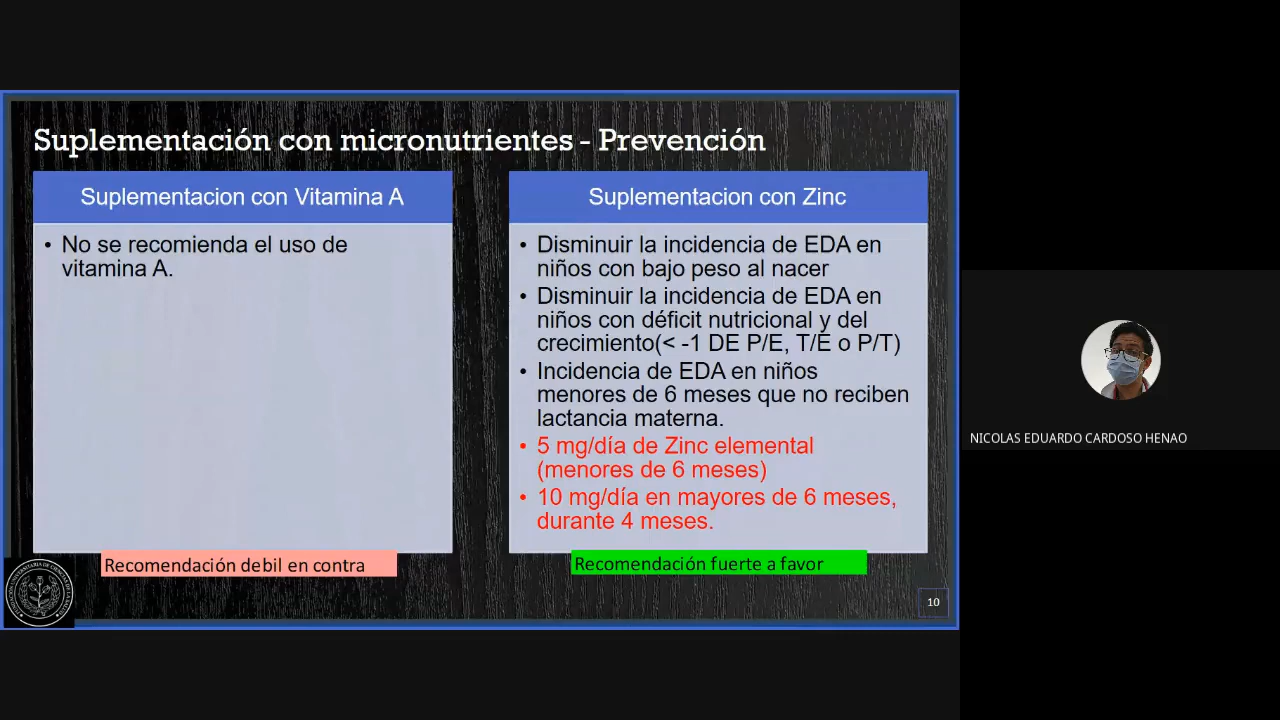 Suplementación con micronutrientes - Prevención
Suplementacion con Vitamina A
• No se recomienda el uso de
vitamina A.
Recomendación debil en contra
Suplementacion con Zinc
• Disminuir la incidencia de EDA en
niños con bajo peso al nacer
• Disminuir la incidencia de EDA en
niños con déficit nutricional y del
crecimiento(< -1 DE P/E, T/E o P/T)
• Incidencia de EDA en niños
menores de 6 meses que no reciben
lactancia materna.
• 5 mg/día de Zinc elemental
(menores de 6 meses)
• 10 mg/día en mayores de 6 meses,
durante 4 meses.
Recomendación fuerte a favor
10
NICOLAS EDUARDO CARDOSO HENAO